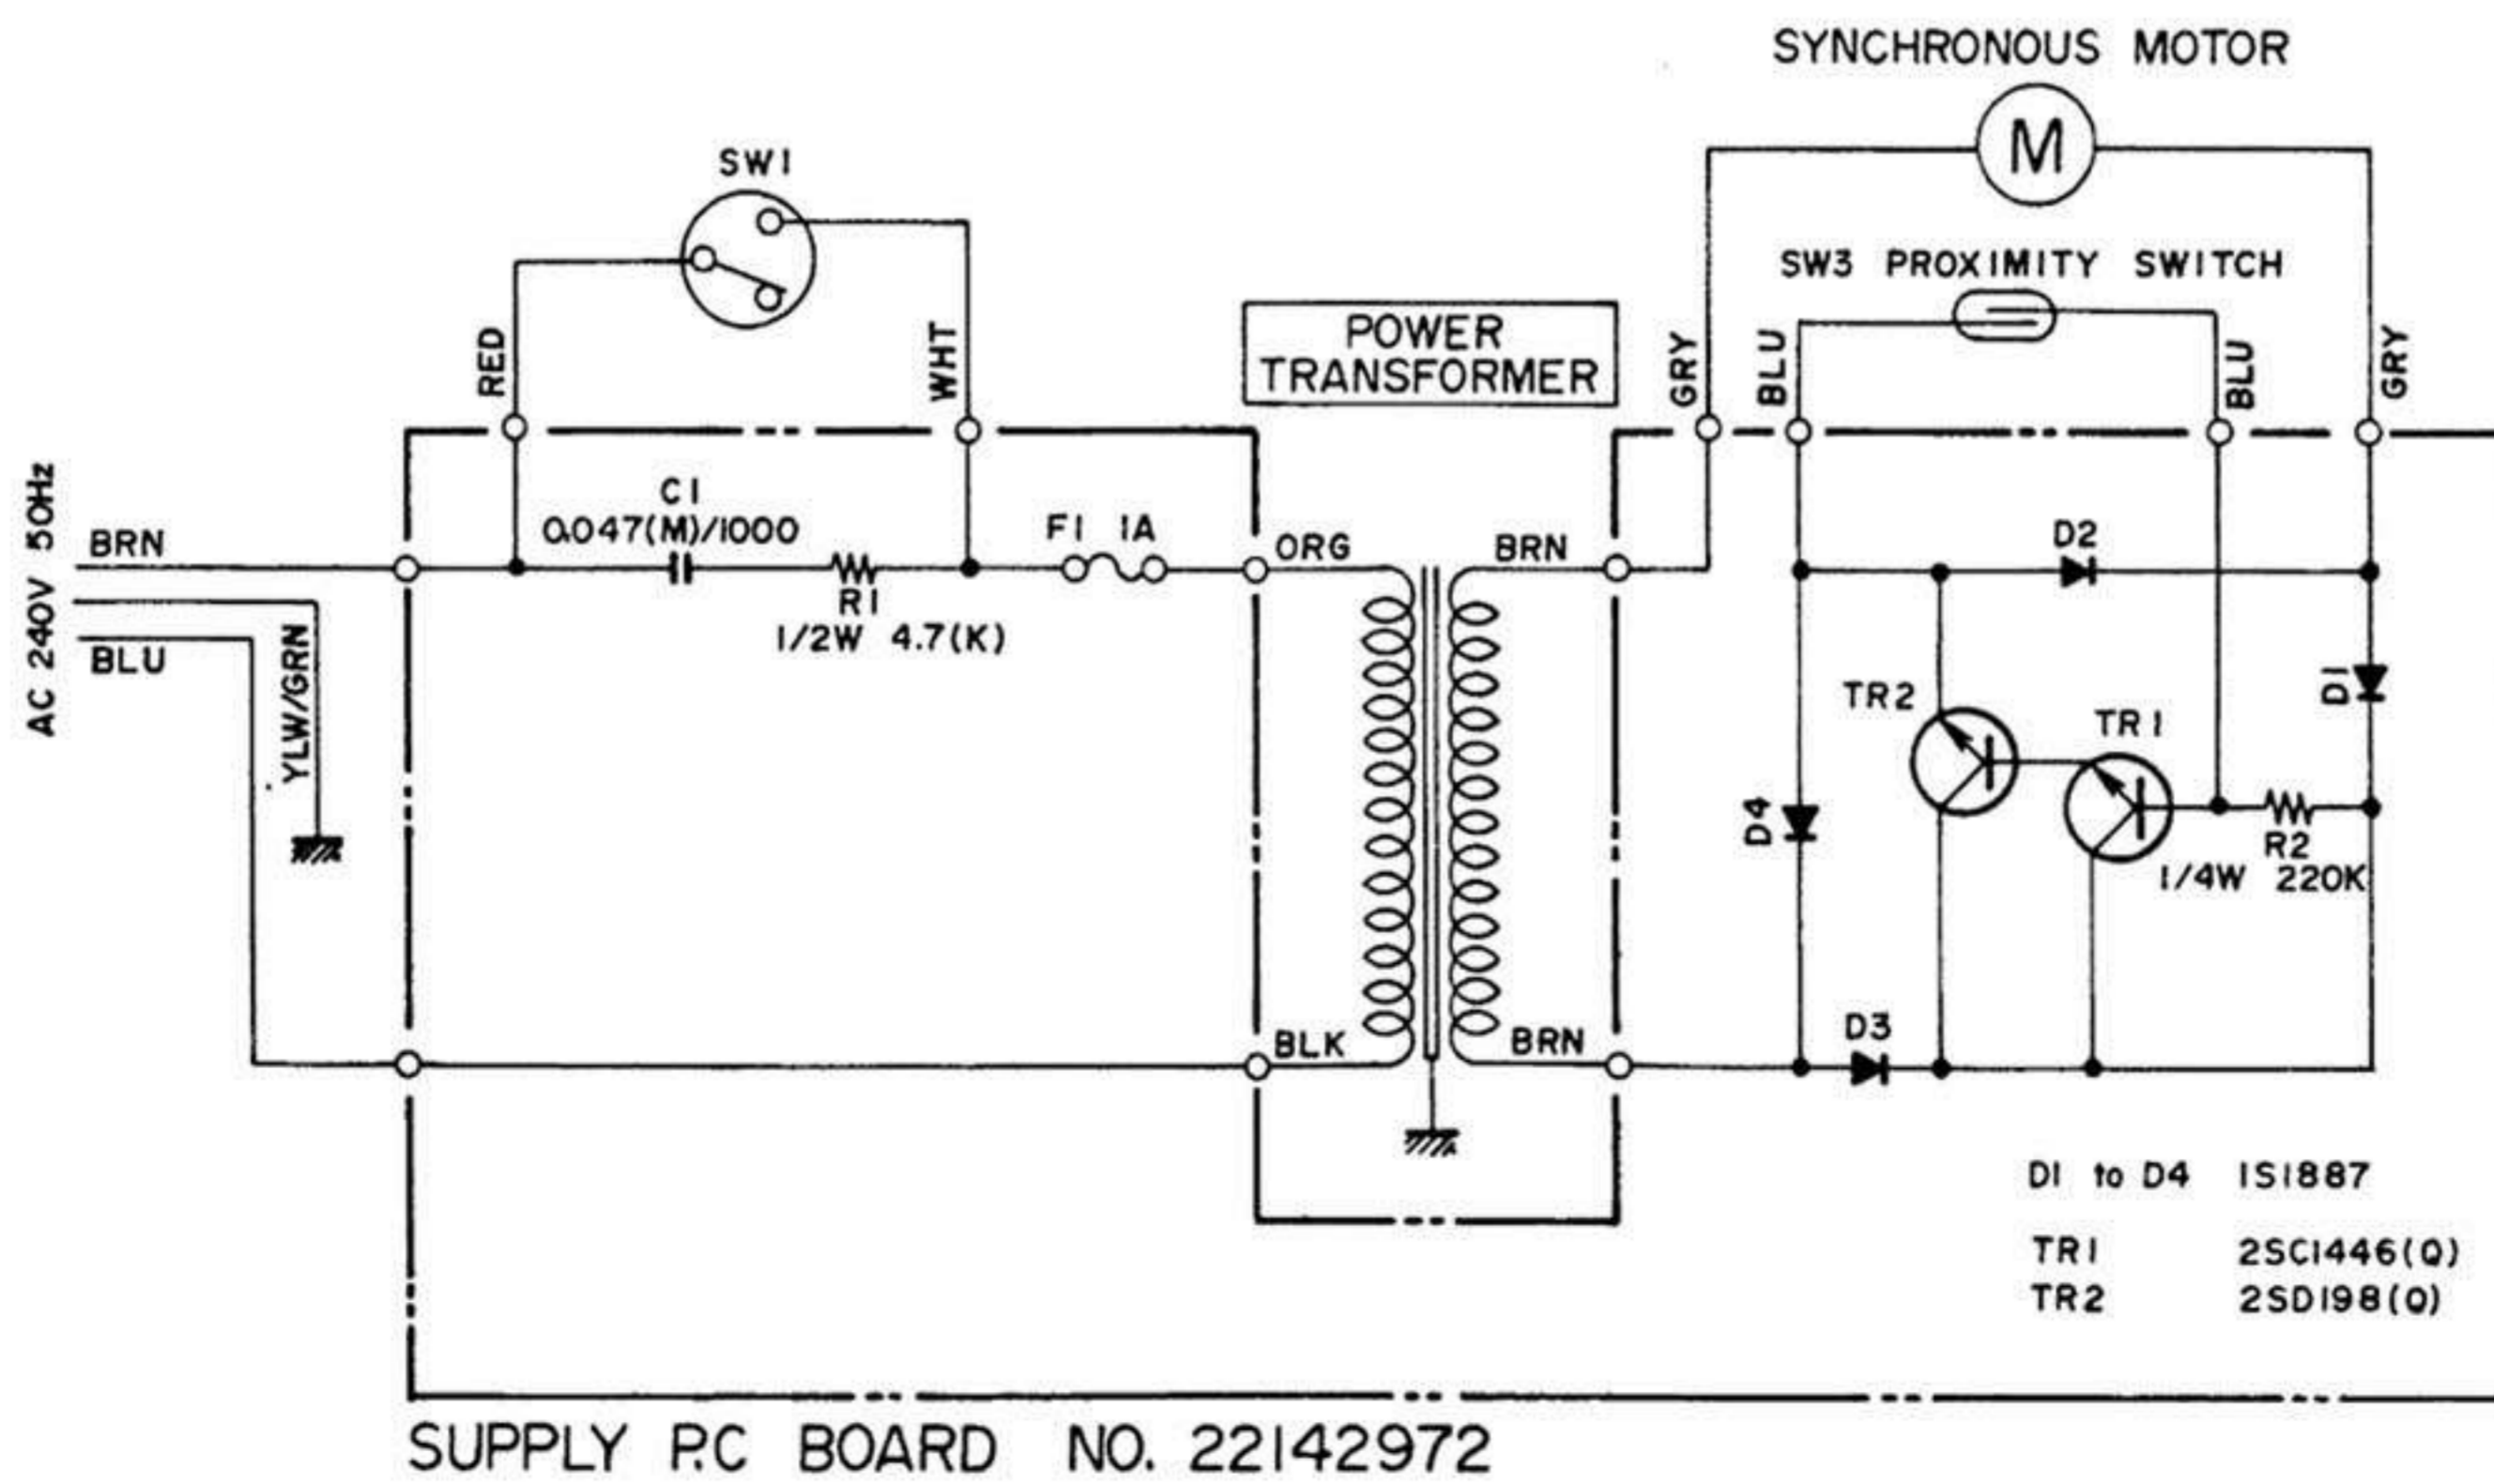 SYNCHRONOUS MOTOR
M
SW1
SW3 PROXIMITY SWITCH
POWER
TRANSFORMER
RED
WHT
GRY
BLU
BLU
GRY
AC 240V 50Hz
BRN
C1
0.047(M)/1000
F1 1A
ORG
BRN
D2
R1
1/2W 4.7(K)
BLU
YLW/GRN
TR2
TR1
D1
D4
R2
1/4W 220K
D3
BLK
BRN
D1 to D4 1S1887
TR1 2SC1446(Q)
TR2 2SD198(Q)
SUPPLY P.C BOARD NO. 22142972